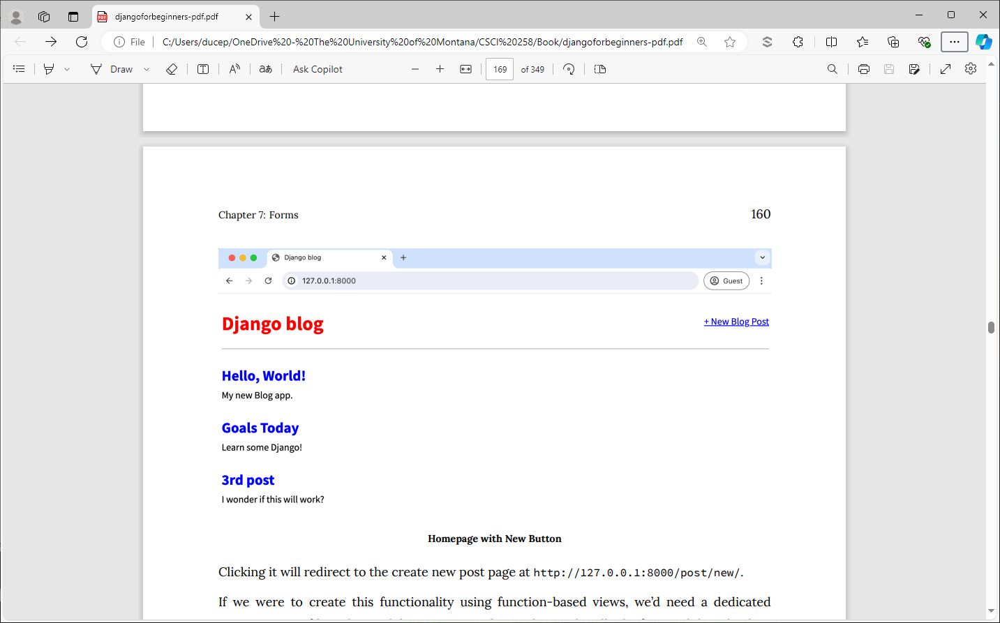 djangoforbeginners-pdf.pdf
File
C:/Users/ducep/OneDrive%20-%20The%20University%20of%20Montana/CSCI%20258/Book/djangoforbeginners-pdf.pdf
Draw
Ask Copilot
169
of 349
Chapter 7: Forms
160
Django blog
127.0.0.1:8000
Guest
Django blog
+ New Blog Post
Hello, World!
My new Blog app.
Goals Today
Learn some Django!
3rd post
I wonder if this will work?
Homepage with New Button
Clicking it will redirect to the create new post page at http://127.0.0.1:8000/post/new/.
If we were to create this functionality using function-based views, we’d need a dedicated